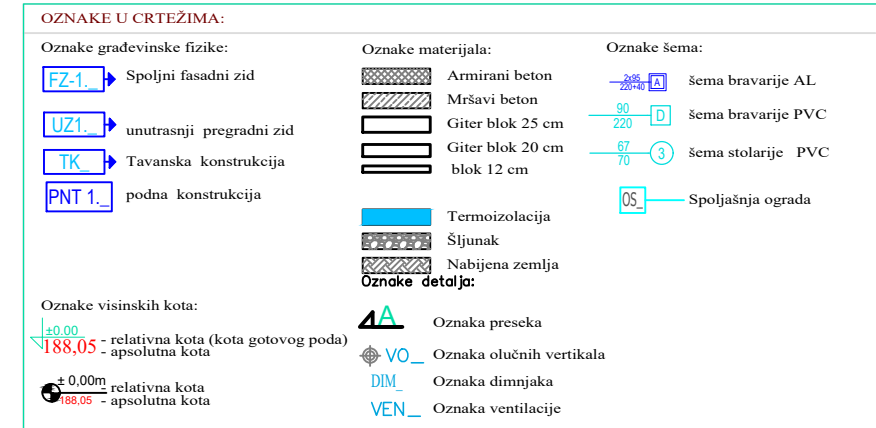 OZNAKE U CRTEŽIMA:
Oznake građevinske fizike:
FZ-1._ Spoljni fasadni zid
UZ1._ unutrasnji pregradni zid
TK_ Tavanska konstrukcija
PNT 1._ podna konstrukcija
Oznake materijala:
Armirani beton
Mršavi beton
Giter blok 25 cm
Giter blok 20 cm
blok 12 cm
Termoizolacija
Šljunak
Nabijena zemlja
Oznake šema:
2x95
220+40 A šema bravarije AL
90
220 D šema bravarije PVC
67
70 3 šema stolarije PVC
OS_ Spoljašnja ograda
Oznake visinskih kota:
±0.00 - relativna kota (kota gotovog poda)
188,05 - apsolutna kota
± 0,00m - relativna kota
188,05 - apsolutna kota
Oznake detalja:
A Oznaka preseka
VO_ Oznaka olučnih vertikala
DIM_ Oznaka dimnjaka
VEN_ Oznaka ventilacije